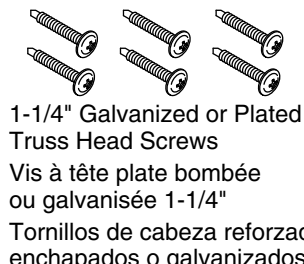 1-1/4" Galvanized or Plated
Truss Head Screws
Vis à tête plate bombée
ou galvanisée 1-1/4"
Tornillos de cabeza reforzad
enchapados o galvanizados